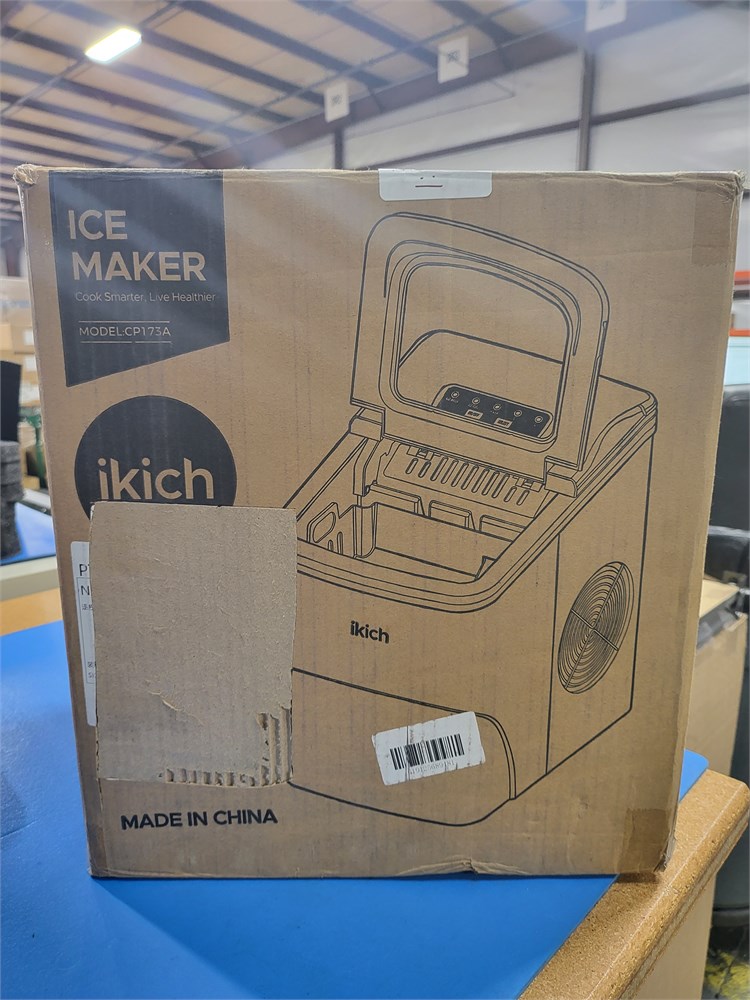 ICE
MAKER
Cook Smarter, Live Healthier
MODEL:CP173A
ikich
ikich
MADE IN CHINA